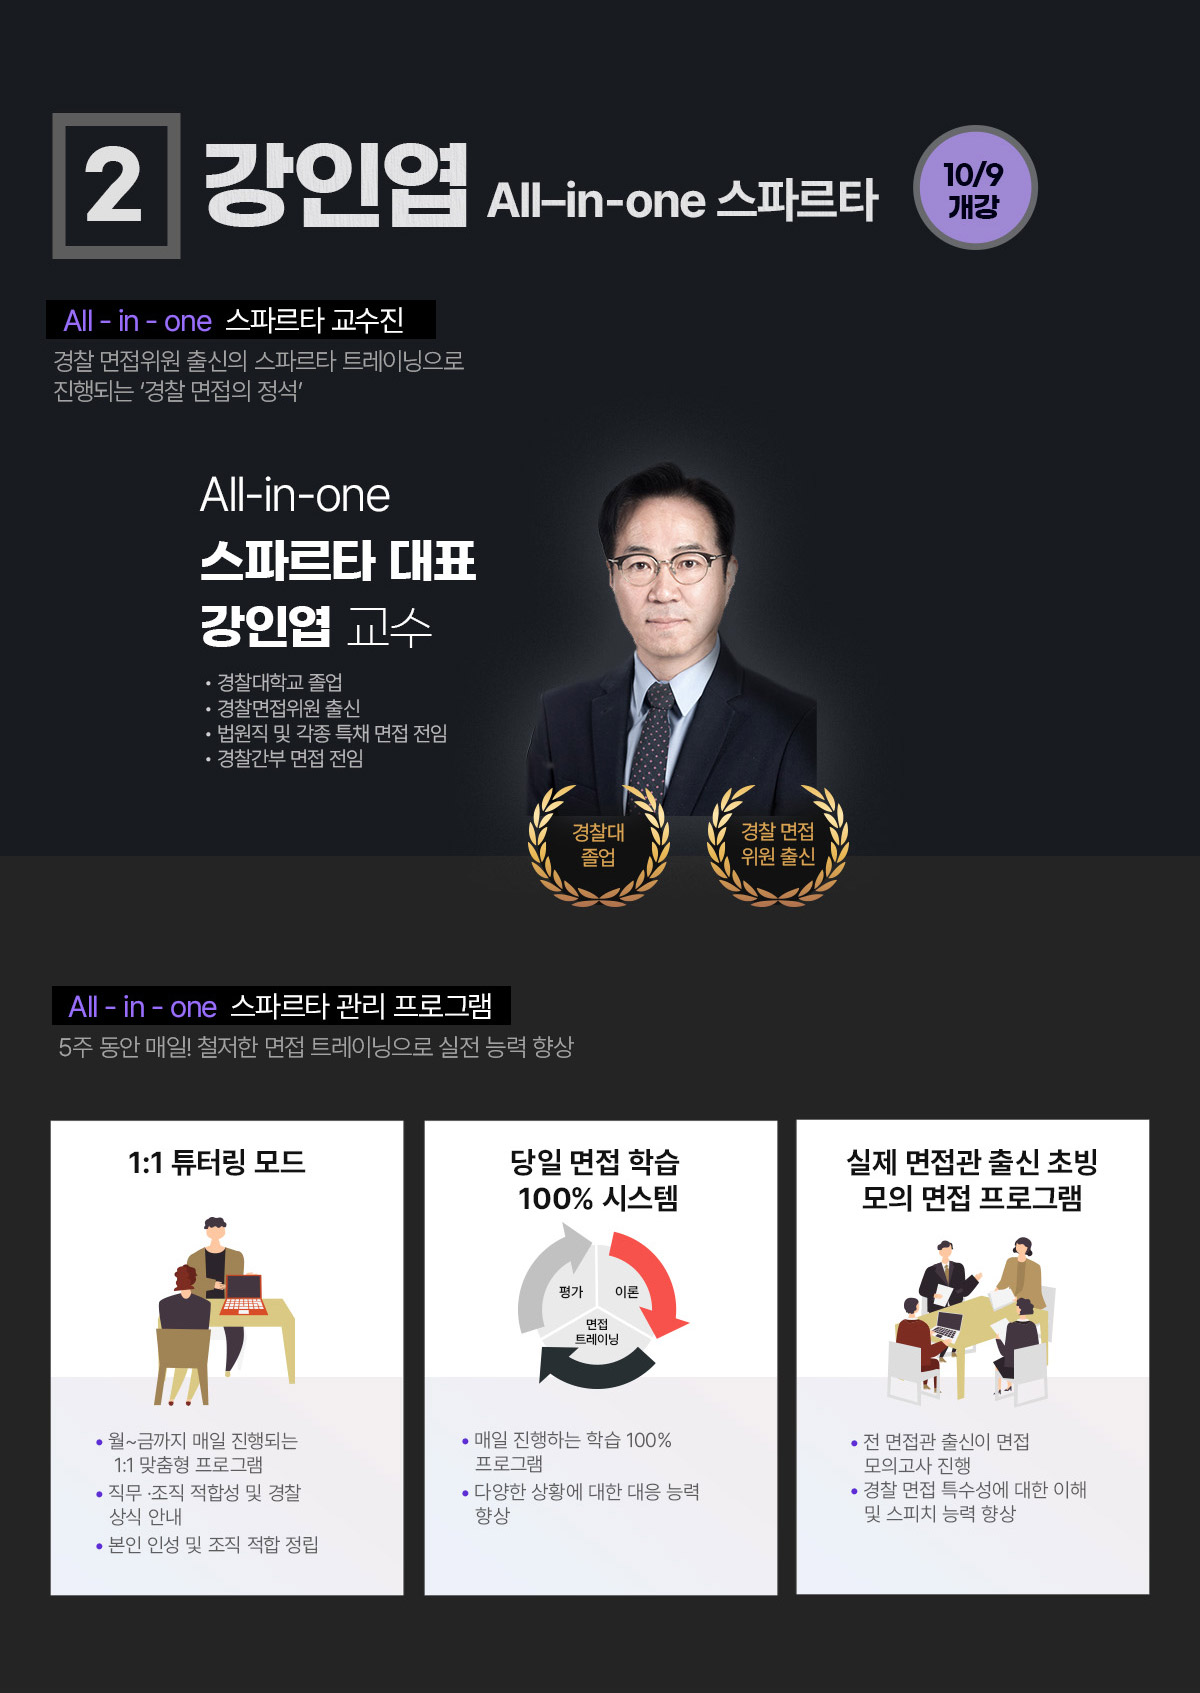 2 강인엽 All-in-one 스파르타
10/9
개강
All - in - one 스파르타 교수진
경찰 면접위원 출신의 스파르타 트레이닝으로
진행되는 ‘경찰 면접의 정석’
All-in-one
스파르타 대표
강인엽 교수
• 경찰대학교 졸업
• 경찰면접위원 출신
• 법원직 및 각종 특채 면접 전임
• 경찰간부 면접 전임
경찰대
졸업
경찰 면접
위원 출신
All - in - one 스파르타 관리 프로그램
5주 동안 매일! 철저한 면접 트레이닝으로 실전 능력 향상
1:1 튜터링 모드
• 월~금까지 매일 진행되는
1:1 맞춤형 프로그램
• 직무 ·조직 적합성 및 경찰
상식 안내
• 본인 인성 및 조직 적합 정립
당일 면접 학습
100% 시스템
평가
이론
면접
트레이닝
• 매일 진행하는 학습 100%
프로그램
• 다양한 상황에 대한 대응 능력
향상
실제 면접관 출신 초빙
모의 면접 프로그램
• 전 면접관 출신이 면접
모의고사 진행
• 경찰 면접 특수성에 대한 이해
및 스피치 능력 향상